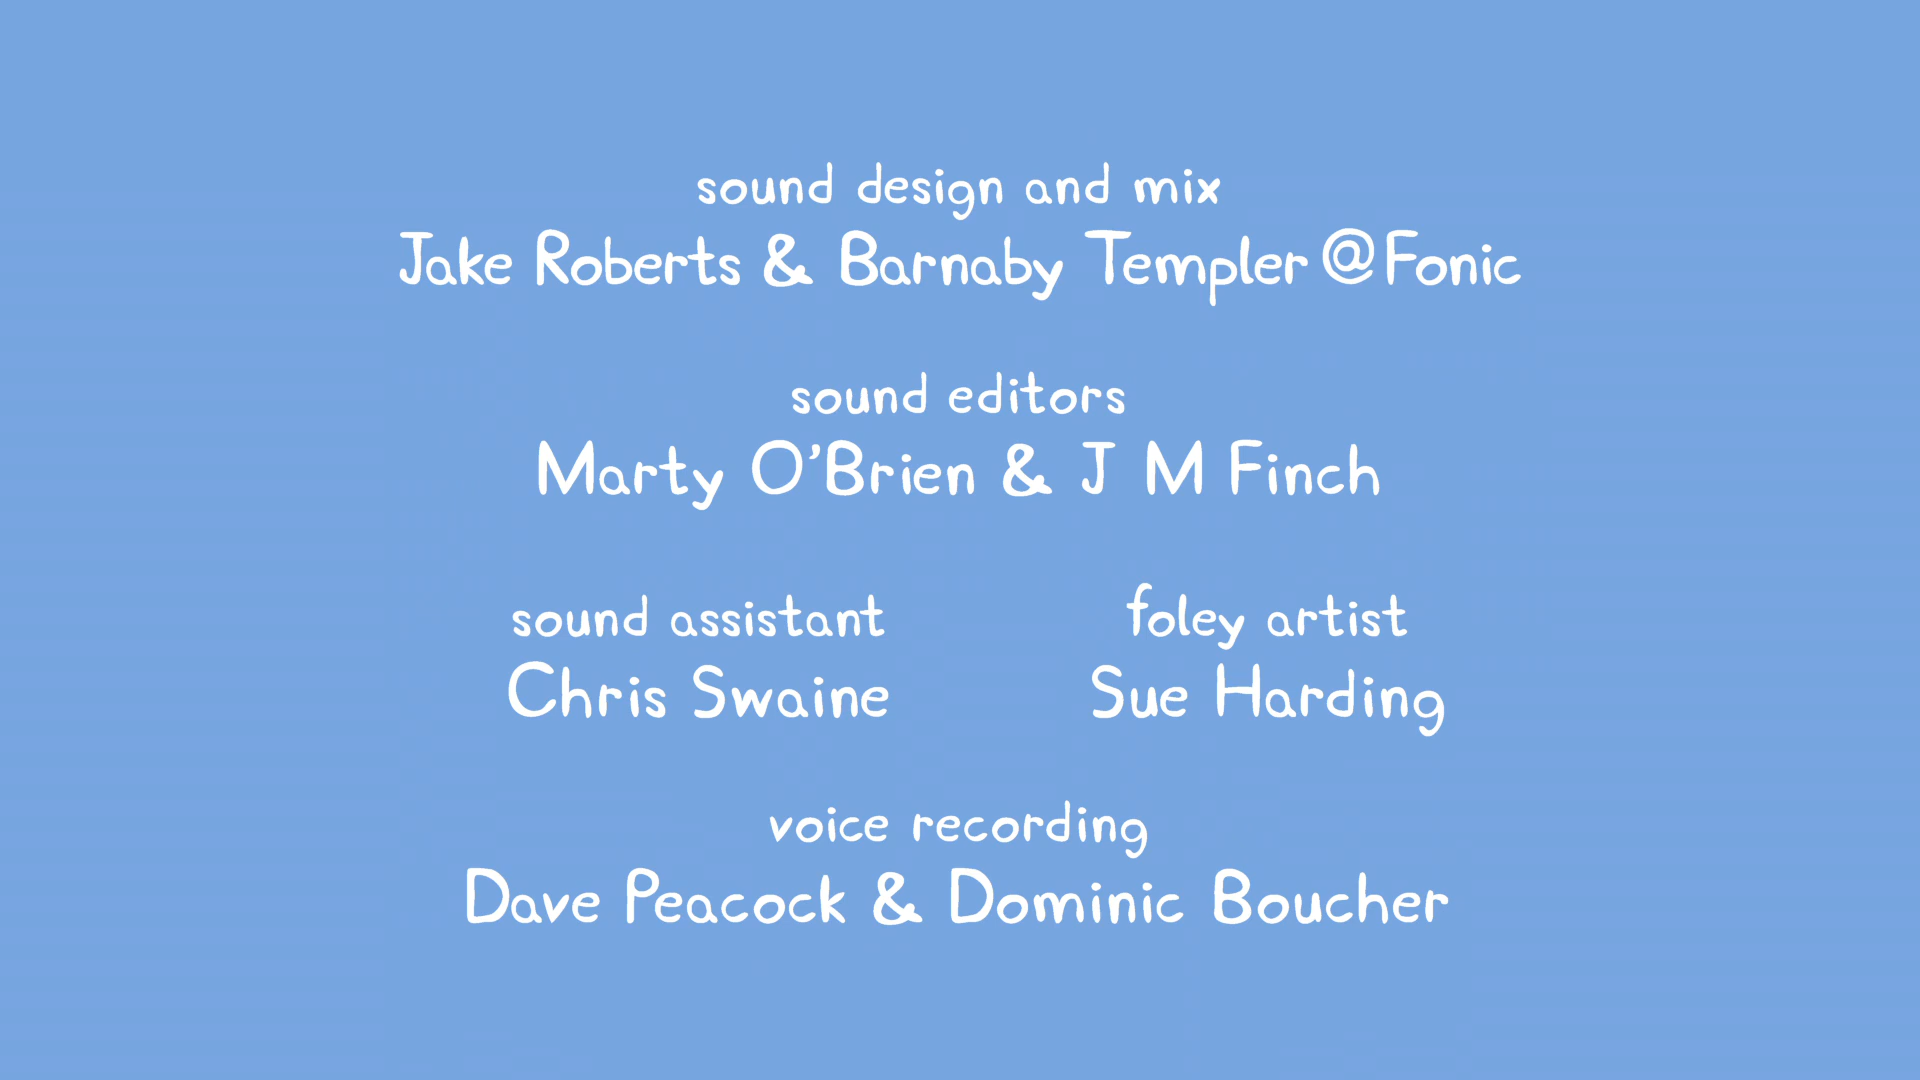 sound design and mix
Jake Roberts & Barnaby Templer @Fonic
sound editors
Marty O'Brien & J M Finch
sound assistant
Chris Swaine
foley artist
Sue Harding
voice recording
Dave Peacock & Dominic Boucher